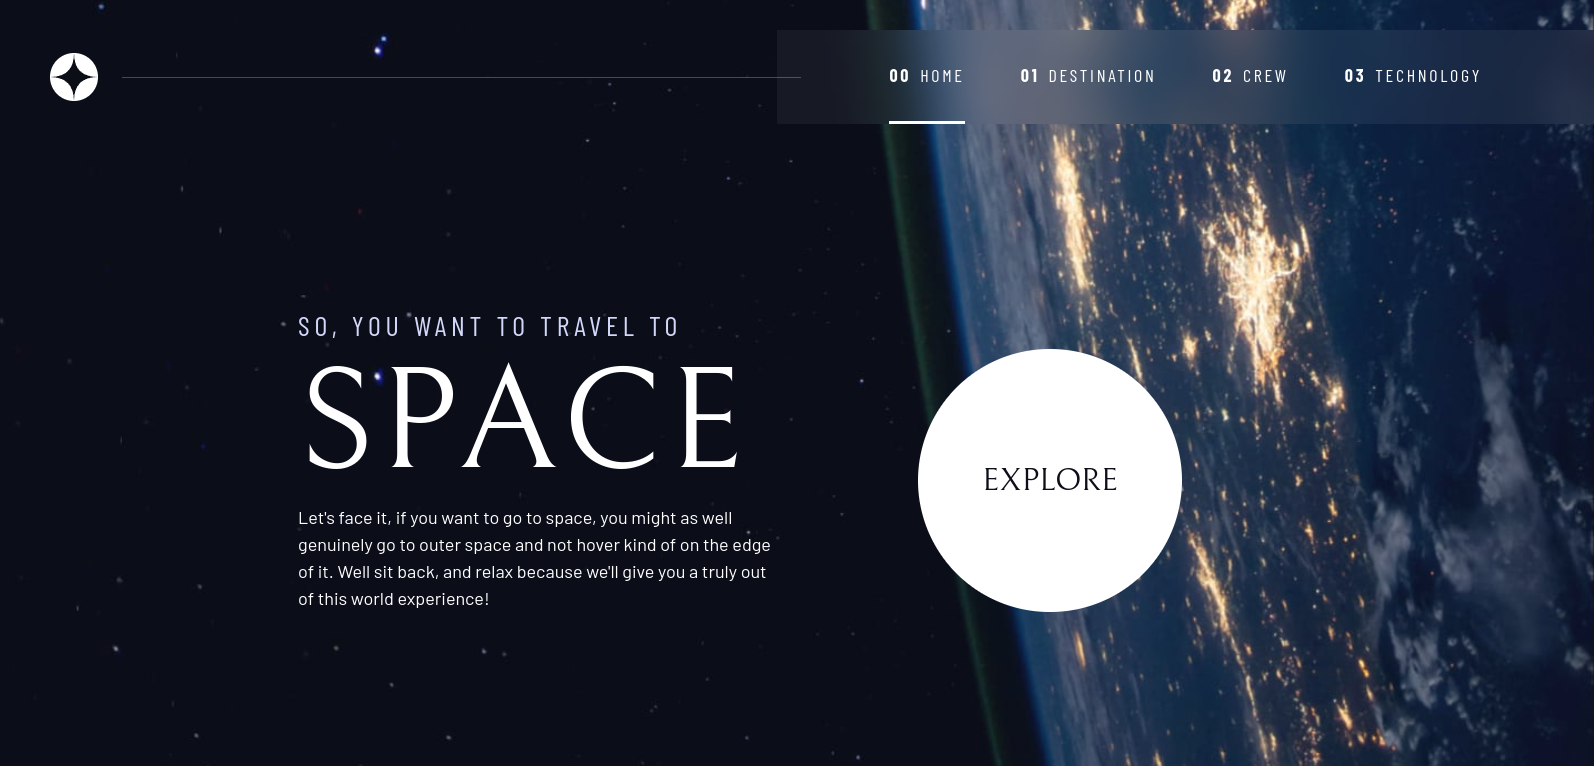 00 HOME 01 DESTINATION 02 CREW 03 TECHNOLOGY
SO, YOU WANT TO TRAVEL TO
SPACE
Let's face it, if you want to go to space, you might as well
genuinely go to outer space and not hover kind of on the edge
of it. Well sit back, and relax because we'll give you a truly out
of this world experience!
EXPLORE